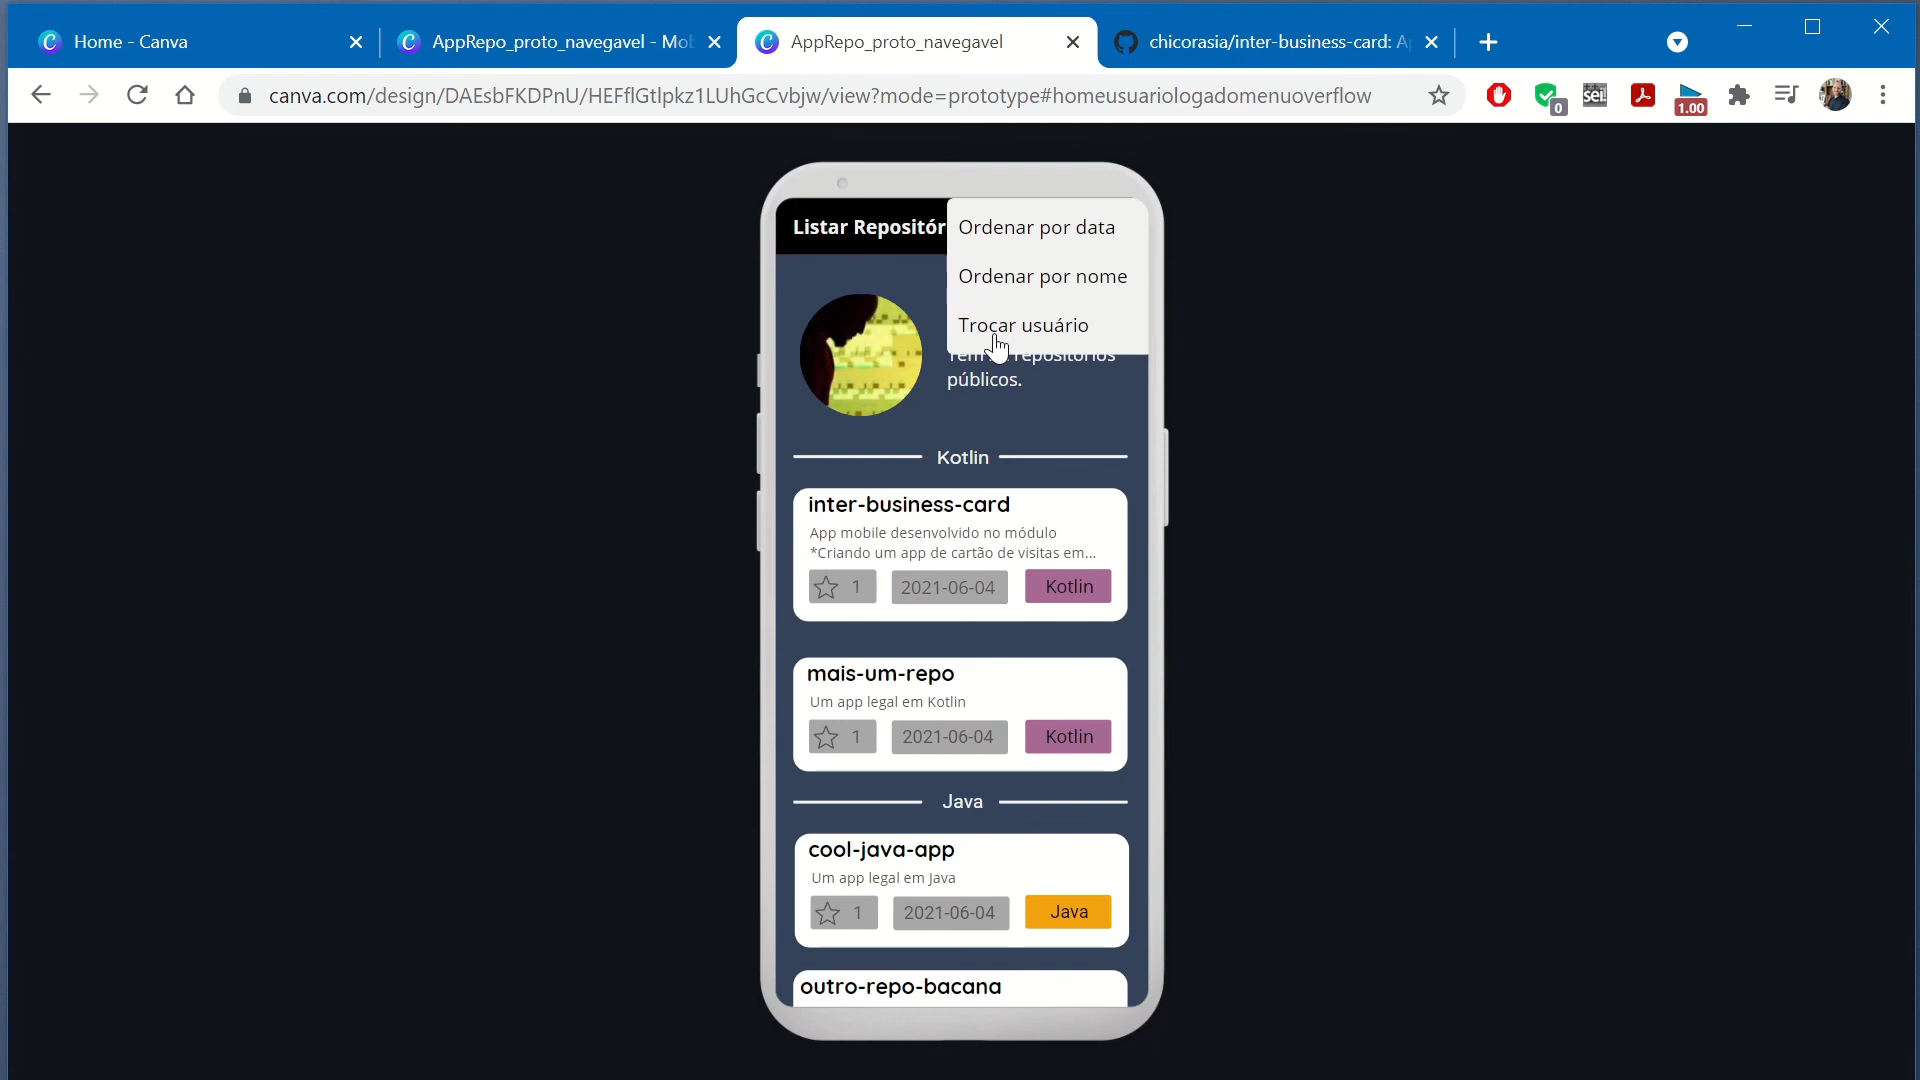 Home - Canva
AppRepo_proto_navegavel - Mob
AppRepo_proto_navegavel
chicorasia/inter-business-card: Ap
canva.com/design/DAEsbFKDPnU/HEFflGtlpkz1LUhGcCvbjw/view?mode=prototype#homeusuariologadomenuoverflow
0
sei!
1.00
Listar Repositór
Ordenar por data
Ordenar por nome
Trocar usuário
repositórios
públicos.
Kotlin
inter-business-card
App mobile desenvolvido no módulo
*Criando um app de cartão de visitas em...
1 2021-06-04 Kotlin
mais-um-repo
Um app legal em Kotlin
1 2021-06-04 Kotlin
Java
cool-java-app
Um app legal em Java
1 2021-06-04 Java
outro-repo-bacana